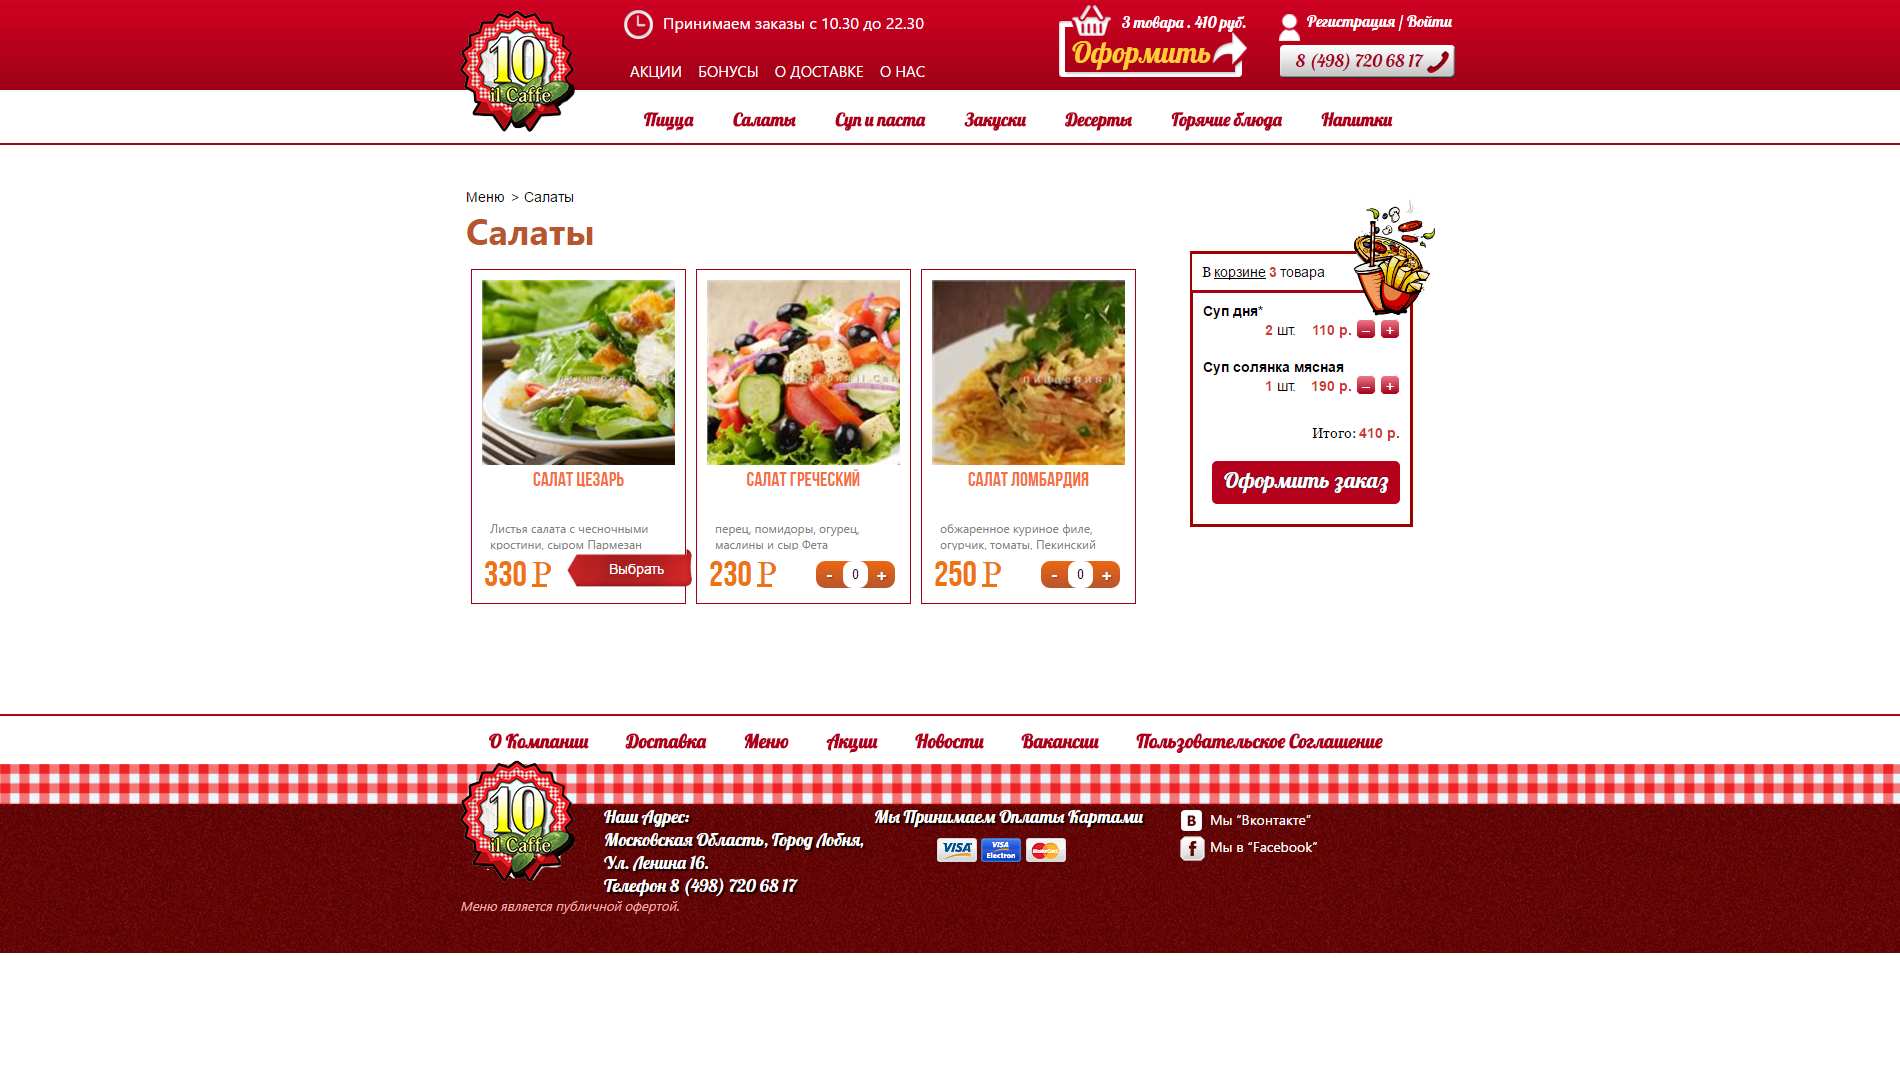 Принимаем заказы с 10.30 до 22.30
3 товара . 410 руб.
Регистрация / Войти
Оформить
8 (498) 720 68 17
10
il Caffe
АКЦИИ БОНУСЫ О ДОСТАВКЕ О НАС
Пицца Салаты Суп и паста Закуски Десерты Горячие блюда Напитки
Меню > Салаты
Салаты
САЛАТ ЦЕЗАРЬ
Листья салата с чесночными
кростини, сыром Пармезан
330 ₽
Выбрать
САЛАТ ГРЕЧЕСКИЙ
перец, помидоры, огурец,
маслины и сыр Фета
230 ₽
- 0 +
САЛАТ ЛОМБАРДИЯ
обжаренное куриное филе,
огурчик, томаты, Пекинский
250 ₽
- 0 +
В корзине 3 товара
Суп дня*
2 шт. 110 р. – +
Суп солянка мясная
1 шт. 190 р. – +
Итого: 410 р.
Оформить заказ
О Компании Доставка Меню Акции Новости Вакансии Пользовательское Соглашение
10
il Caffe
Наш Адрес:
Московская Область, Город Лобня,
Ул. Ленина 16.
Телефон 8 (498) 720 68 17
Мы Принимаем Оплаты Картами
VISA VISA Electron MasterCard
В Мы “Вконтакте”
f Мы в “Facebook”
Меню является публичной офертой.